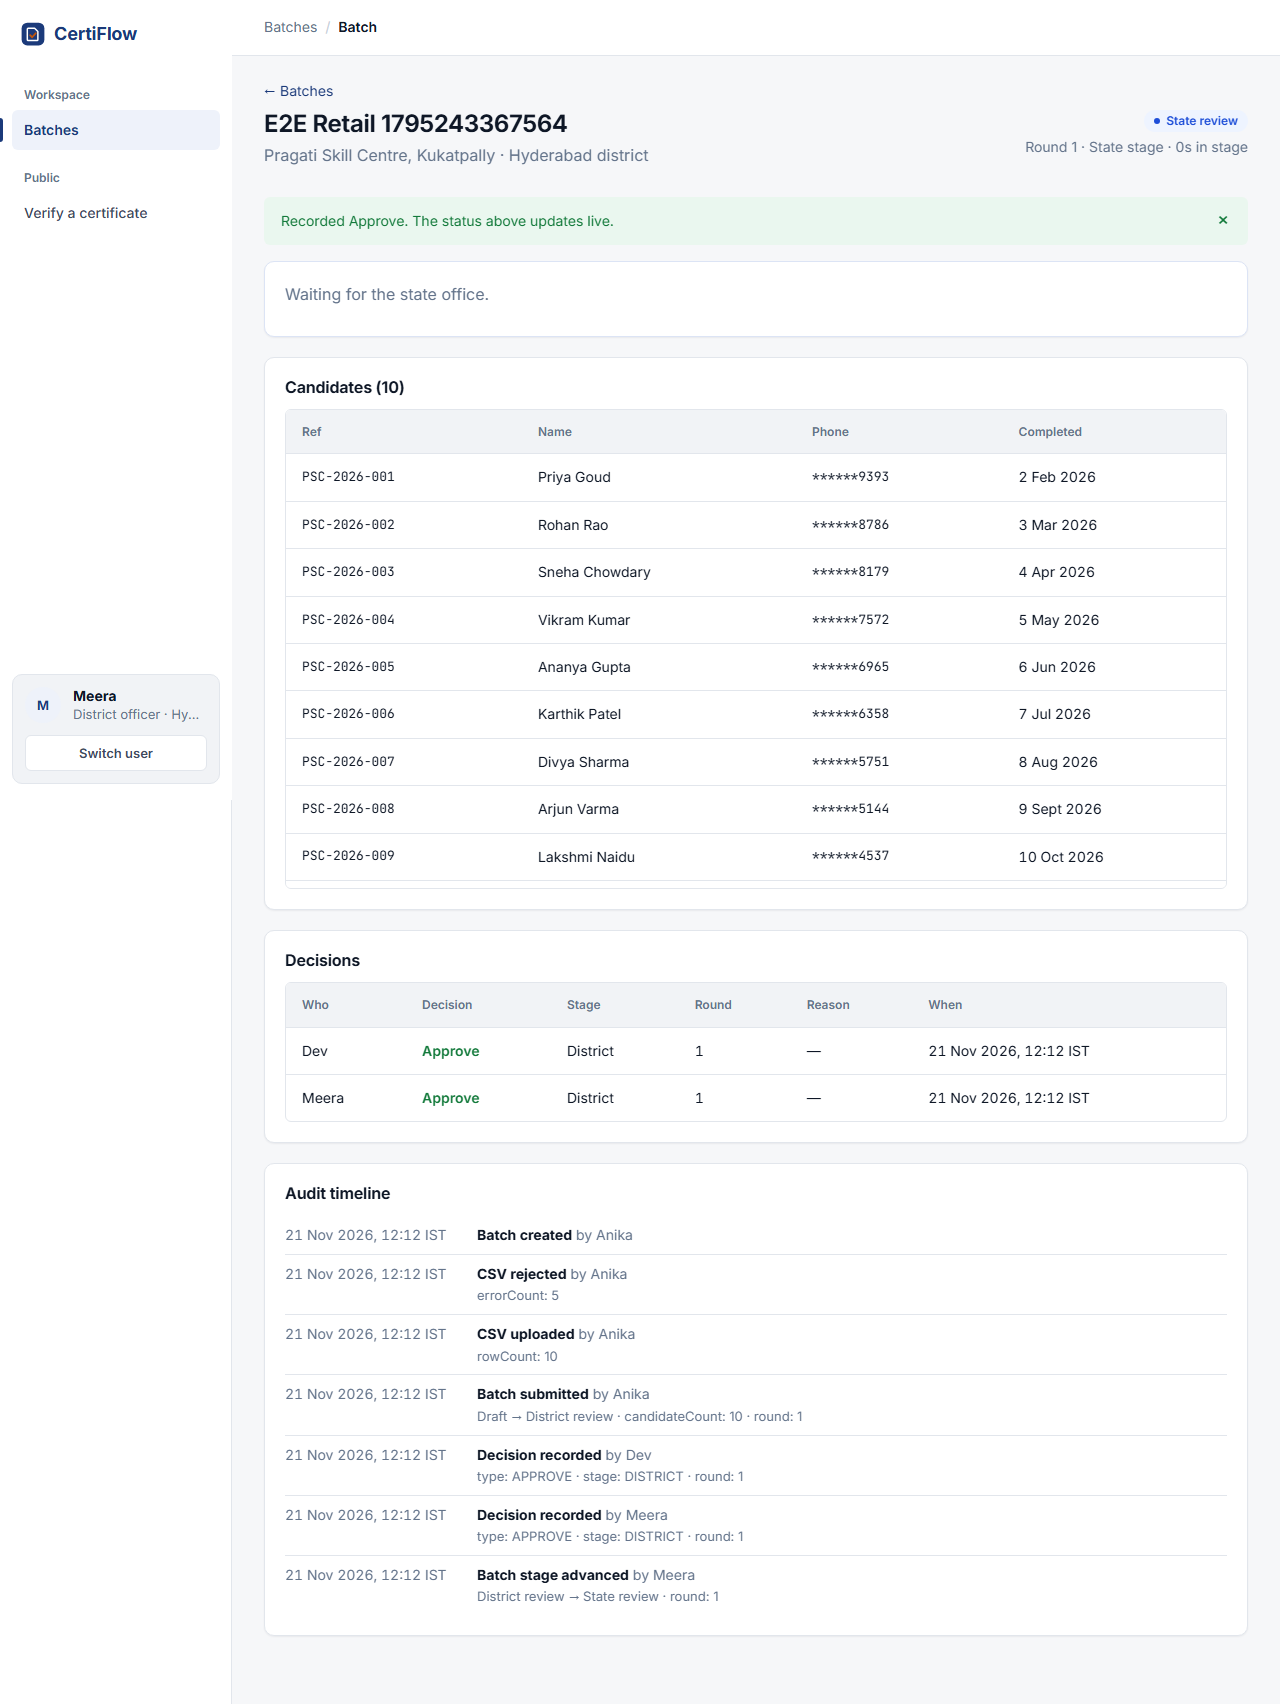 CertiFlow
Workspace
Batches
Public
Verify a certificate
M
Meera
District officer · Hy...
Switch user
Batches / Batch
← Batches
E2E Retail 1795243367564
Pragati Skill Centre, Kukatpally · Hyderabad district
State review
Round 1 · State stage · 0s in stage
Recorded Approve. The status above updates live. ×
Waiting for the state office.
Candidates (10)
Ref Name Phone Completed
PSC-2026-001 Priya Goud ******9393 2 Feb 2026
PSC-2026-002 Rohan Rao ******8786 3 Mar 2026
PSC-2026-003 Sneha Chowdary ******8179 4 Apr 2026
PSC-2026-004 Vikram Kumar ******7572 5 May 2026
PSC-2026-005 Ananya Gupta ******6965 6 Jun 2026
PSC-2026-006 Karthik Patel ******6358 7 Jul 2026
PSC-2026-007 Divya Sharma ******5751 8 Aug 2026
PSC-2026-008 Arjun Varma ******5144 9 Sept 2026
PSC-2026-009 Lakshmi Naidu ******4537 10 Oct 2026
Decisions
Who Decision Stage Round Reason When
Dev Approve District 1 — 21 Nov 2026, 12:12 IST
Meera Approve District 1 — 21 Nov 2026, 12:12 IST
Audit timeline
21 Nov 2026, 12:12 IST Batch created by Anika
21 Nov 2026, 12:12 IST CSV rejected by Anika
errorCount: 5
21 Nov 2026, 12:12 IST CSV uploaded by Anika
rowCount: 10
21 Nov 2026, 12:12 IST Batch submitted by Anika
Draft → District review · candidateCount: 10 · round: 1
21 Nov 2026, 12:12 IST Decision recorded by Dev
type: APPROVE · stage: DISTRICT · round: 1
21 Nov 2026, 12:12 IST Decision recorded by Meera
type: APPROVE · stage: DISTRICT · round: 1
21 Nov 2026, 12:12 IST Batch stage advanced by Meera
District review → State review · round: 1